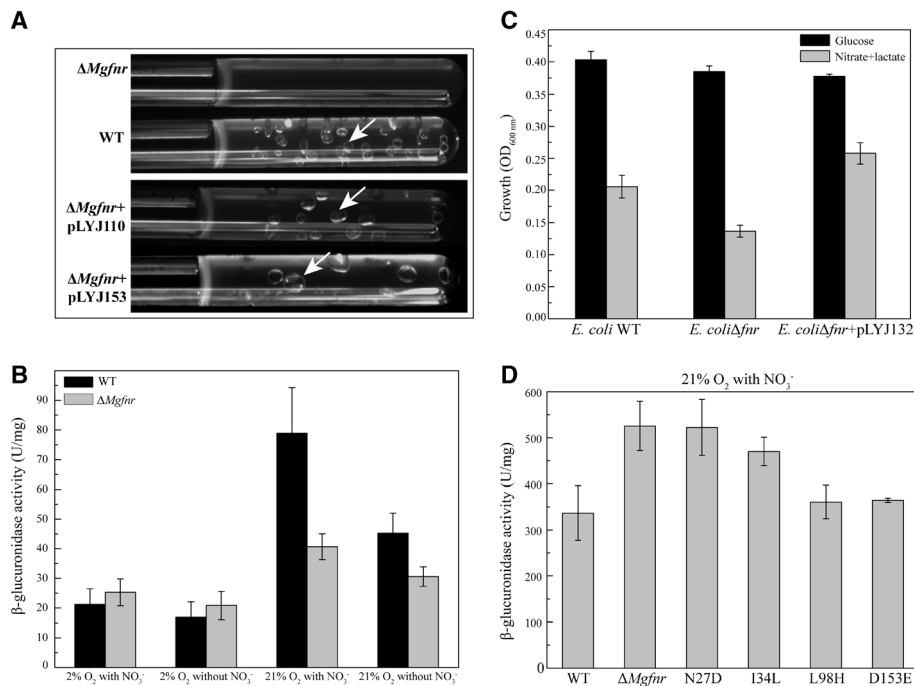 A
ΔMgfnr
WT
ΔMgfnr+
pLYJ110
ΔMgfnr+
pLYJ153
C
Glucose
Nitrate+lactate
Growth (OD600 nm)
0.40
0.35
0.30
0.25
0.20
0.15
0.10
0.05
0.00
E. coli WT
E. coliΔfnr
E. coliΔfnr+pLYJ132
B
WT
ΔMgfnr
β-glucuronidase activity (U/mg)
90
80
70
60
50
40
30
20
10
0
2% O2 with NO3-
2% O2 without NO3-
21% O2 with NO3-
21% O2 without NO3-
D
21% O2 with NO3-
β-glucuronidase activity (U/mg)
600
500
400
300
200
100
0
WT
ΔMgfnr
N27D
I34L
L98H
D153E